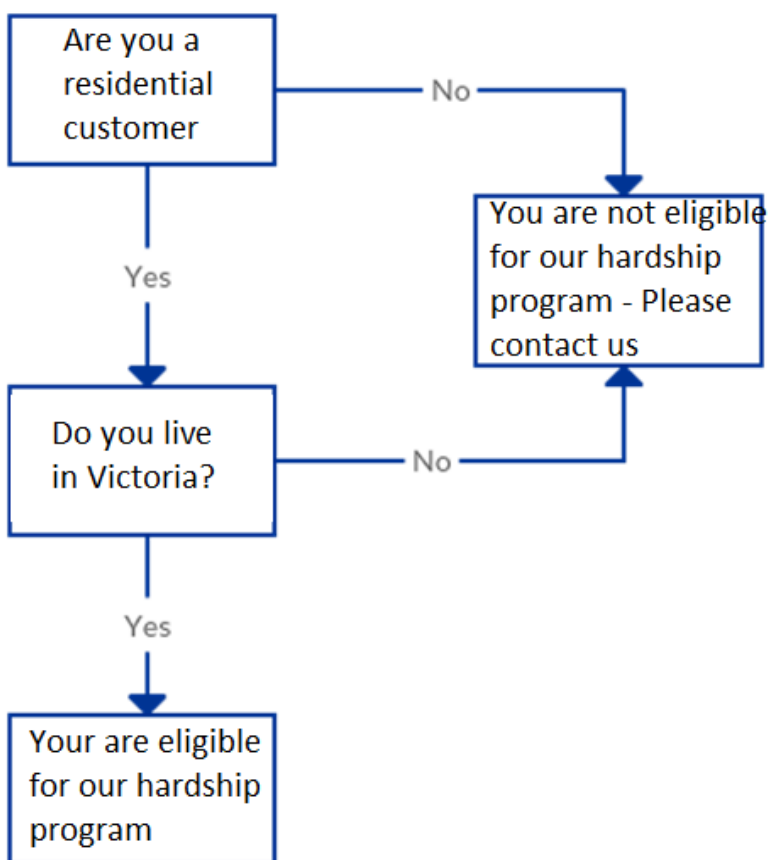 Are you a
residential
customer
No
You are not eligible
for our hardship
program - Please
contact us
Yes
Do you live
in Victoria?
No
Yes
Your are eligible
for our hardship
program